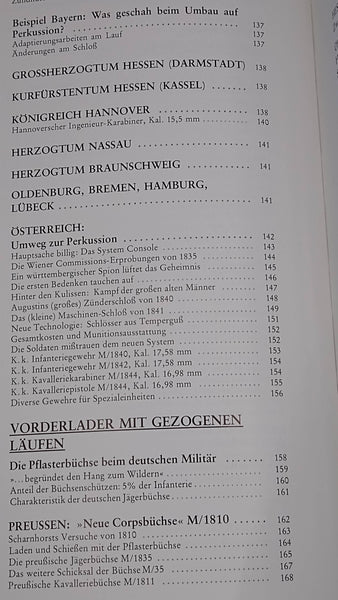 Beispiel Bayern: Was geschah beim Umbau auf
Perkussion? 137
Adaptierungsarbeiten am Lauf 137
Änderungen am Schloß 137
GROSSHERZOGTUM HESSEN (DARMSTADT) 138
KURFÜRSTENTUM HESSEN (KASSEL) 138
KÖNIGREICH HANNOVER 138
Hannoverscher Ingenieur-Karabiner, Kal. 15,5 mm 140
HERZOGTUM NASSAU 141
HERZOGTUM BRAUNSCHWEIG 141
OLDENBURG, BREMEN, HAMBURG,
LÜBECK 141
ÖSTERREICH:
Umweg zur Perkussion 142
Hauptsache billig: Das System Console 143
Die Wiener Commissions-Erprobungen von 1835 144
Ein württembergischer Spion lüftet das Geheimnis 145
Die ersten Bedenken tauchen auf 146
Hinter den Kulissen: Kampf der großen alten Männer 147
Augustins (großes) Zünderschloß von 1840 148
Das (kleine) Maschinen-Schloß von 1841 149
Neue Technologie: Schlösser aus Temperguß 151
Gesamtkosten und Munitionsausstattung 152
Die Soldaten mißtrauen dem neuen System 152
K. k. Infanteriegewehr M/1840, Kal. 17,58 mm 153
K. k. Infanteriegewehr M/1842, Kal. 17,58 mm 154
K. k. Kavalleriekarabiner M/1844, Kal. 16,98 mm 154
K. k. Kavalleriepistole M/1844, Kal. 16,98 mm 155
Diverse Gewehre für Spezialeinheiten 156
VORDERLADER MIT GEZOGENEN
LÄUFEN
Die Pflasterbüchse beim deutschen Militär 158
»...begründet den Hang zum Wildern« 159
Anteil der Büchsenschützen: 5% der Infanterie 160
Charakteristik der deutschen Jägerbüchse 161
PREUSSEN: »Neue Corpsbüchse« M/1810 162
Scharnhorsts Versuche von 1810 163
Laden und Schießen mit der Pflasterbüchse 164
Die preußische Jägerbüchse M/1835 165
Das weitere Schicksal der Büchse M/35 167
Preußische Kavalleriebüchse M/1811 168